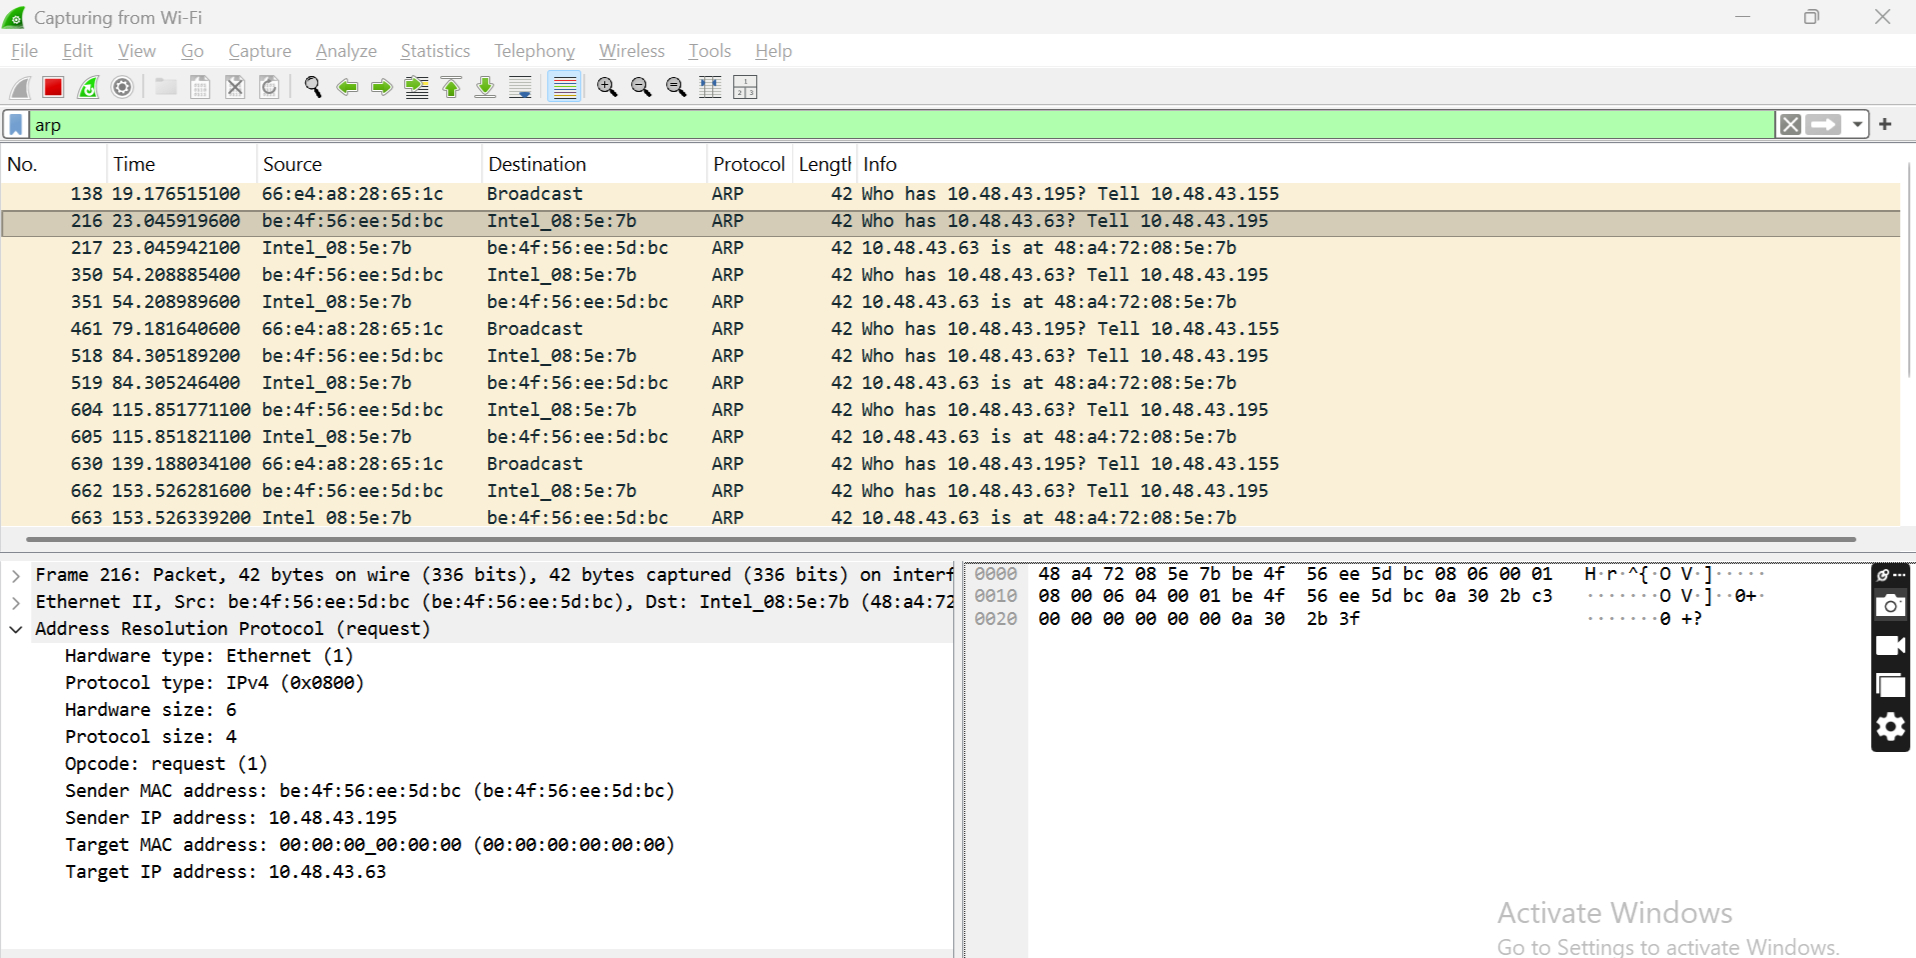 Capturing from Wi-Fi
File Edit View Go Capture Analyze Statistics Telephony Wireless Tools Help
arp
No. Time Source Destination Protocol Length Info
138 19.176515100 66:e4:a8:28:65:1c Broadcast ARP 42 Who has 10.48.43.195? Tell 10.48.43.155
216 23.045919600 be:4f:56:ee:5d:bc Intel_08:5e:7b ARP 42 Who has 10.48.43.63? Tell 10.48.43.195
217 23.045942100 Intel_08:5e:7b be:4f:56:ee:5d:bc ARP 42 10.48.43.63 is at 48:a4:72:08:5e:7b
350 54.208885400 be:4f:56:ee:5d:bc Intel_08:5e:7b ARP 42 Who has 10.48.43.63? Tell 10.48.43.195
351 54.208989600 Intel_08:5e:7b be:4f:56:ee:5d:bc ARP 42 10.48.43.63 is at 48:a4:72:08:5e:7b
461 79.181640600 66:e4:a8:28:65:1c Broadcast ARP 42 Who has 10.48.43.195? Tell 10.48.43.155
518 84.305189200 be:4f:56:ee:5d:bc Intel_08:5e:7b ARP 42 Who has 10.48.43.63? Tell 10.48.43.195
519 84.305246400 Intel_08:5e:7b be:4f:56:ee:5d:bc ARP 42 10.48.43.63 is at 48:a4:72:08:5e:7b
604 115.851771100 be:4f:56:ee:5d:bc Intel_08:5e:7b ARP 42 Who has 10.48.43.63? Tell 10.48.43.195
605 115.851821100 Intel_08:5e:7b be:4f:56:ee:5d:bc ARP 42 10.48.43.63 is at 48:a4:72:08:5e:7b
630 139.188034100 66:e4:a8:28:65:1c Broadcast ARP 42 Who has 10.48.43.195? Tell 10.48.43.155
662 153.526281600 be:4f:56:ee:5d:bc Intel_08:5e:7b ARP 42 Who has 10.48.43.63? Tell 10.48.43.195
663 153.526339200 Intel_08:5e:7b be:4f:56:ee:5d:bc ARP 42 10.48.43.63 is at 48:a4:72:08:5e:7b
Frame 216: Packet, 42 bytes on wire (336 bits), 42 bytes captured (336 bits) on interf
Ethernet II, Src: be:4f:56:ee:5d:bc (be:4f:56:ee:5d:bc), Dst: Intel_08:5e:7b (48:a4:72
Address Resolution Protocol (request)
Hardware type: Ethernet (1)
Protocol type: IPv4 (0x0800)
Hardware size: 6
Protocol size: 4
Opcode: request (1)
Sender MAC address: be:4f:56:ee:5d:bc (be:4f:56:ee:5d:bc)
Sender IP address: 10.48.43.195
Target MAC address: 00:00:00_00:00:00 (00:00:00:00:00:00)
Target IP address: 10.48.43.63
0000 48 a4 72 08 5e 7b be 4f 56 ee 5d bc 08 06 00 01 H·r·^{·O V·]·····
0010 08 00 06 04 00 01 be 4f 56 ee 5d bc 0a 30 2b c3 ·······O V·]··0+·
0020 00 00 00 00 00 00 0a 30 2b 3f ·······0 +?
Activate Windows
Go to Settings to activate Windows.